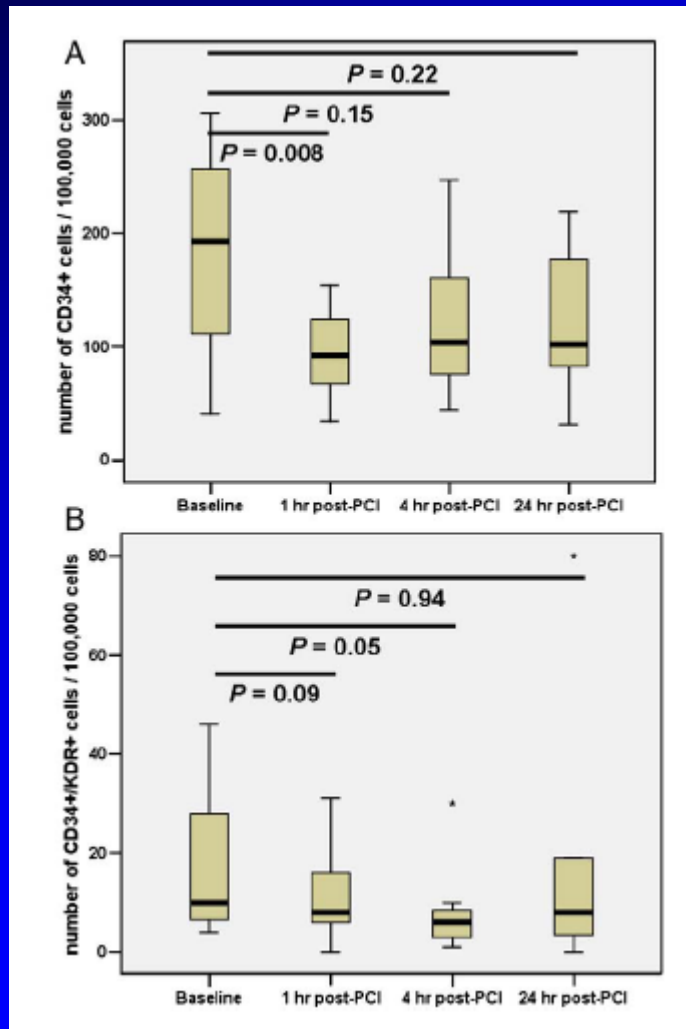 A
P = 0.22
P = 0.15
P = 0.008
number of CD34+ cells / 100,000 cells
300
200
100
0
Baseline 1 hr post-PCI 4 hr post-PCI 24 hr post-PCI
B
P = 0.94
P = 0.05
P = 0.09
number of CD34+/KDR+ cells / 100,000 cells
80
60
40
20
0
Baseline 1 hr post-PCI 4 hr post-PCI 24 hr post-PCI